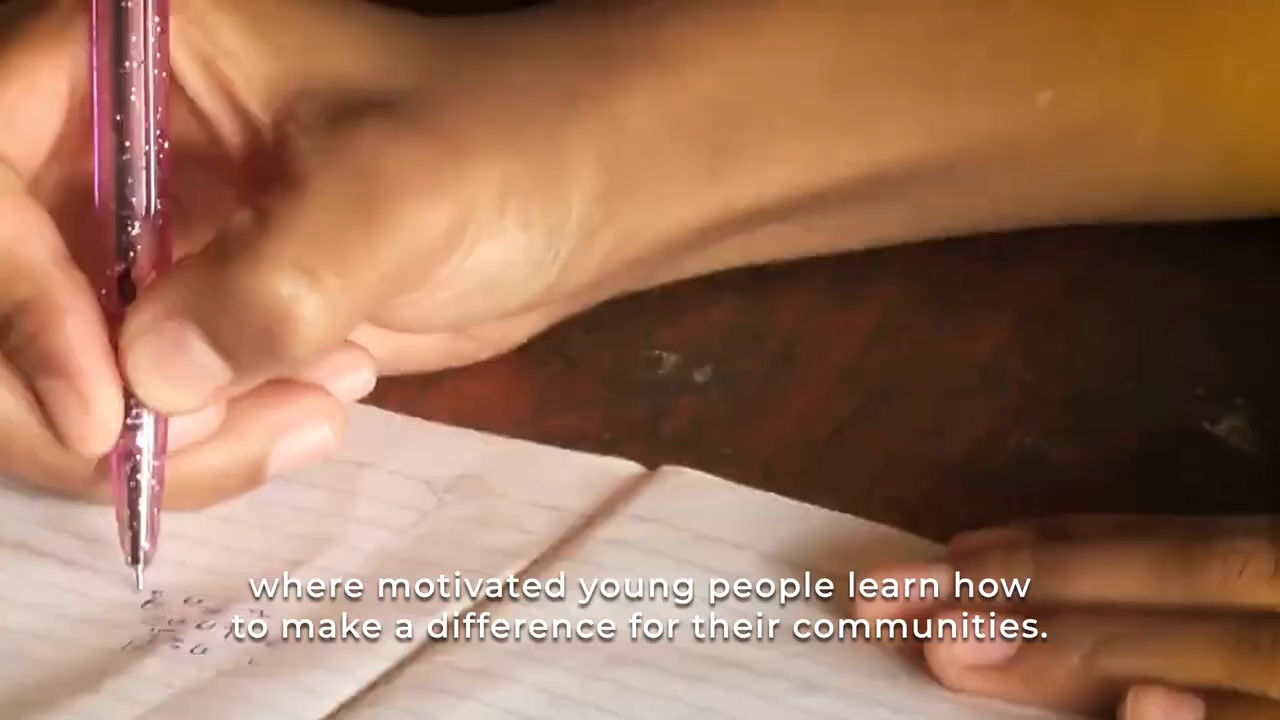 where motivated young people learn how
to make a difference for their communities.